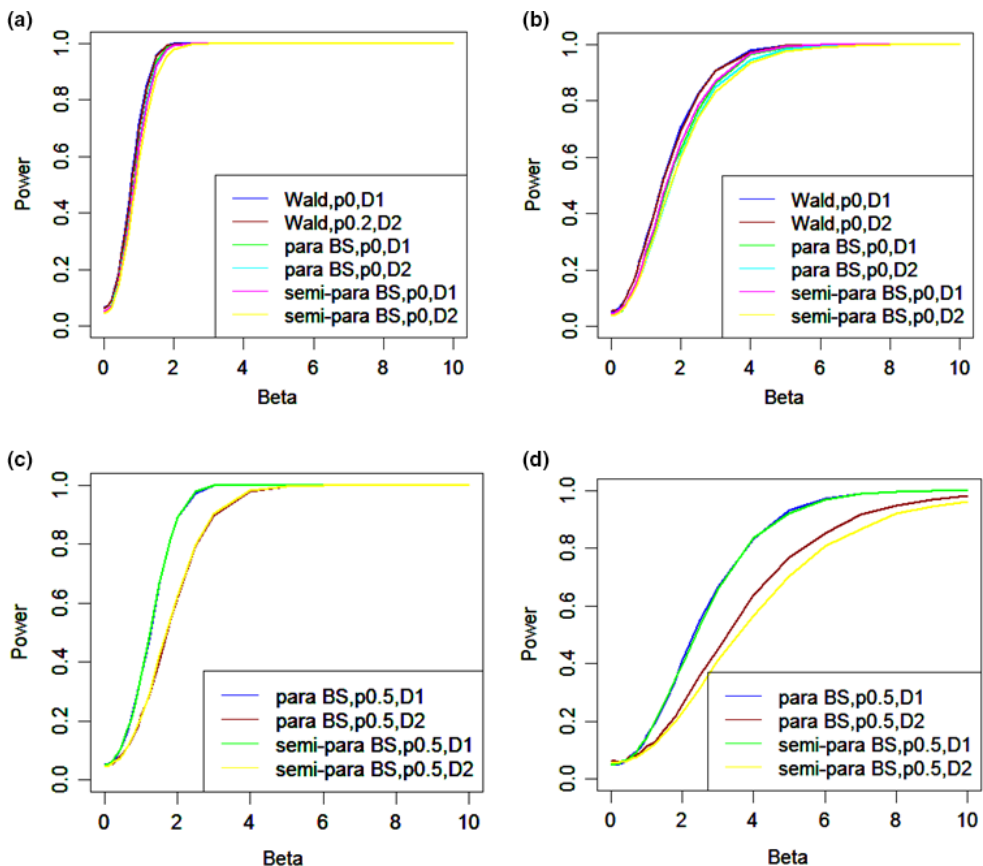 (a)
Power
0.0 0.2 0.4 0.6 0.8 1.0
Wald,p0,D1
Wald,p0.2,D2
para BS,p0,D1
para BS,p0,D2
semi-para BS,p0,D1
semi-para BS,p0,D2
0 2 4 6 8 10
Beta
(b)
Power
0.0 0.2 0.4 0.6 0.8 1.0
Wald,p0,D1
Wald,p0,D2
para BS,p0,D1
para BS,p0,D2
semi-para BS,p0,D1
semi-para BS,p0,D2
0 2 4 6 8 10
Beta
(c)
Power
0.0 0.2 0.4 0.6 0.8 1.0
para BS,p0.5,D1
para BS,p0.5,D2
semi-para BS,p0.5,D1
semi-para BS,p0.5,D2
0 2 4 6 8 10
Beta
(d)
Power
0.0 0.2 0.4 0.6 0.8 1.0
para BS,p0.5,D1
para BS,p0.5,D2
semi-para BS,p0.5,D1
semi-para BS,p0.5,D2
0 2 4 6 8 10
Beta